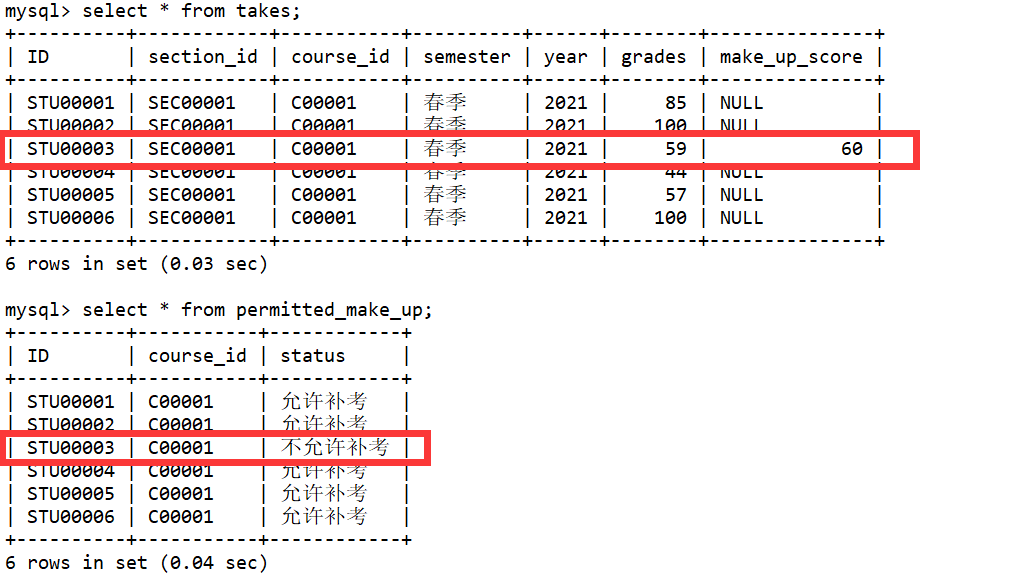 mysql> select * from takes;
+----------+------------+-----------+----------+------+--------+---------------+
| ID       | section_id | course_id | semester | year | grades | make_up_score |
+----------+------------+-----------+----------+------+--------+---------------+
| STU00001 | SEC00001   | C00001    | 春季     | 2021 |     85 | NULL          |
| STU00002 | SEC00001   | C00001    | 春季     | 2021 |    100 | NULL          |
| STU00003 | SEC00001   | C00001    | 春季     | 2021 |     59 |            60 |
| STU00004 | SEC00001   | C00001    | 春季     | 2021 |     44 | NULL          |
| STU00005 | SEC00001   | C00001    | 春季     | 2021 |     57 | NULL          |
| STU00006 | SEC00001   | C00001    | 春季     | 2021 |    100 | NULL          |
+----------+------------+-----------+----------+------+--------+---------------+
6 rows in set (0.03 sec)
mysql> select * from permitted_make_up;
+----------+-----------+------------+
| ID       | course_id | status     |
+----------+-----------+------------+
| STU00001 | C00001    | 允许补考   |
| STU00002 | C00001    | 允许补考   |
| STU00003 | C00001    | 不允许补考 |
| STU00004 | C00001    | 允许补考   |
| STU00005 | C00001    | 允许补考   |
| STU00006 | C00001    | 允许补考   |
+----------+-----------+------------+
6 rows in set (0.04 sec)